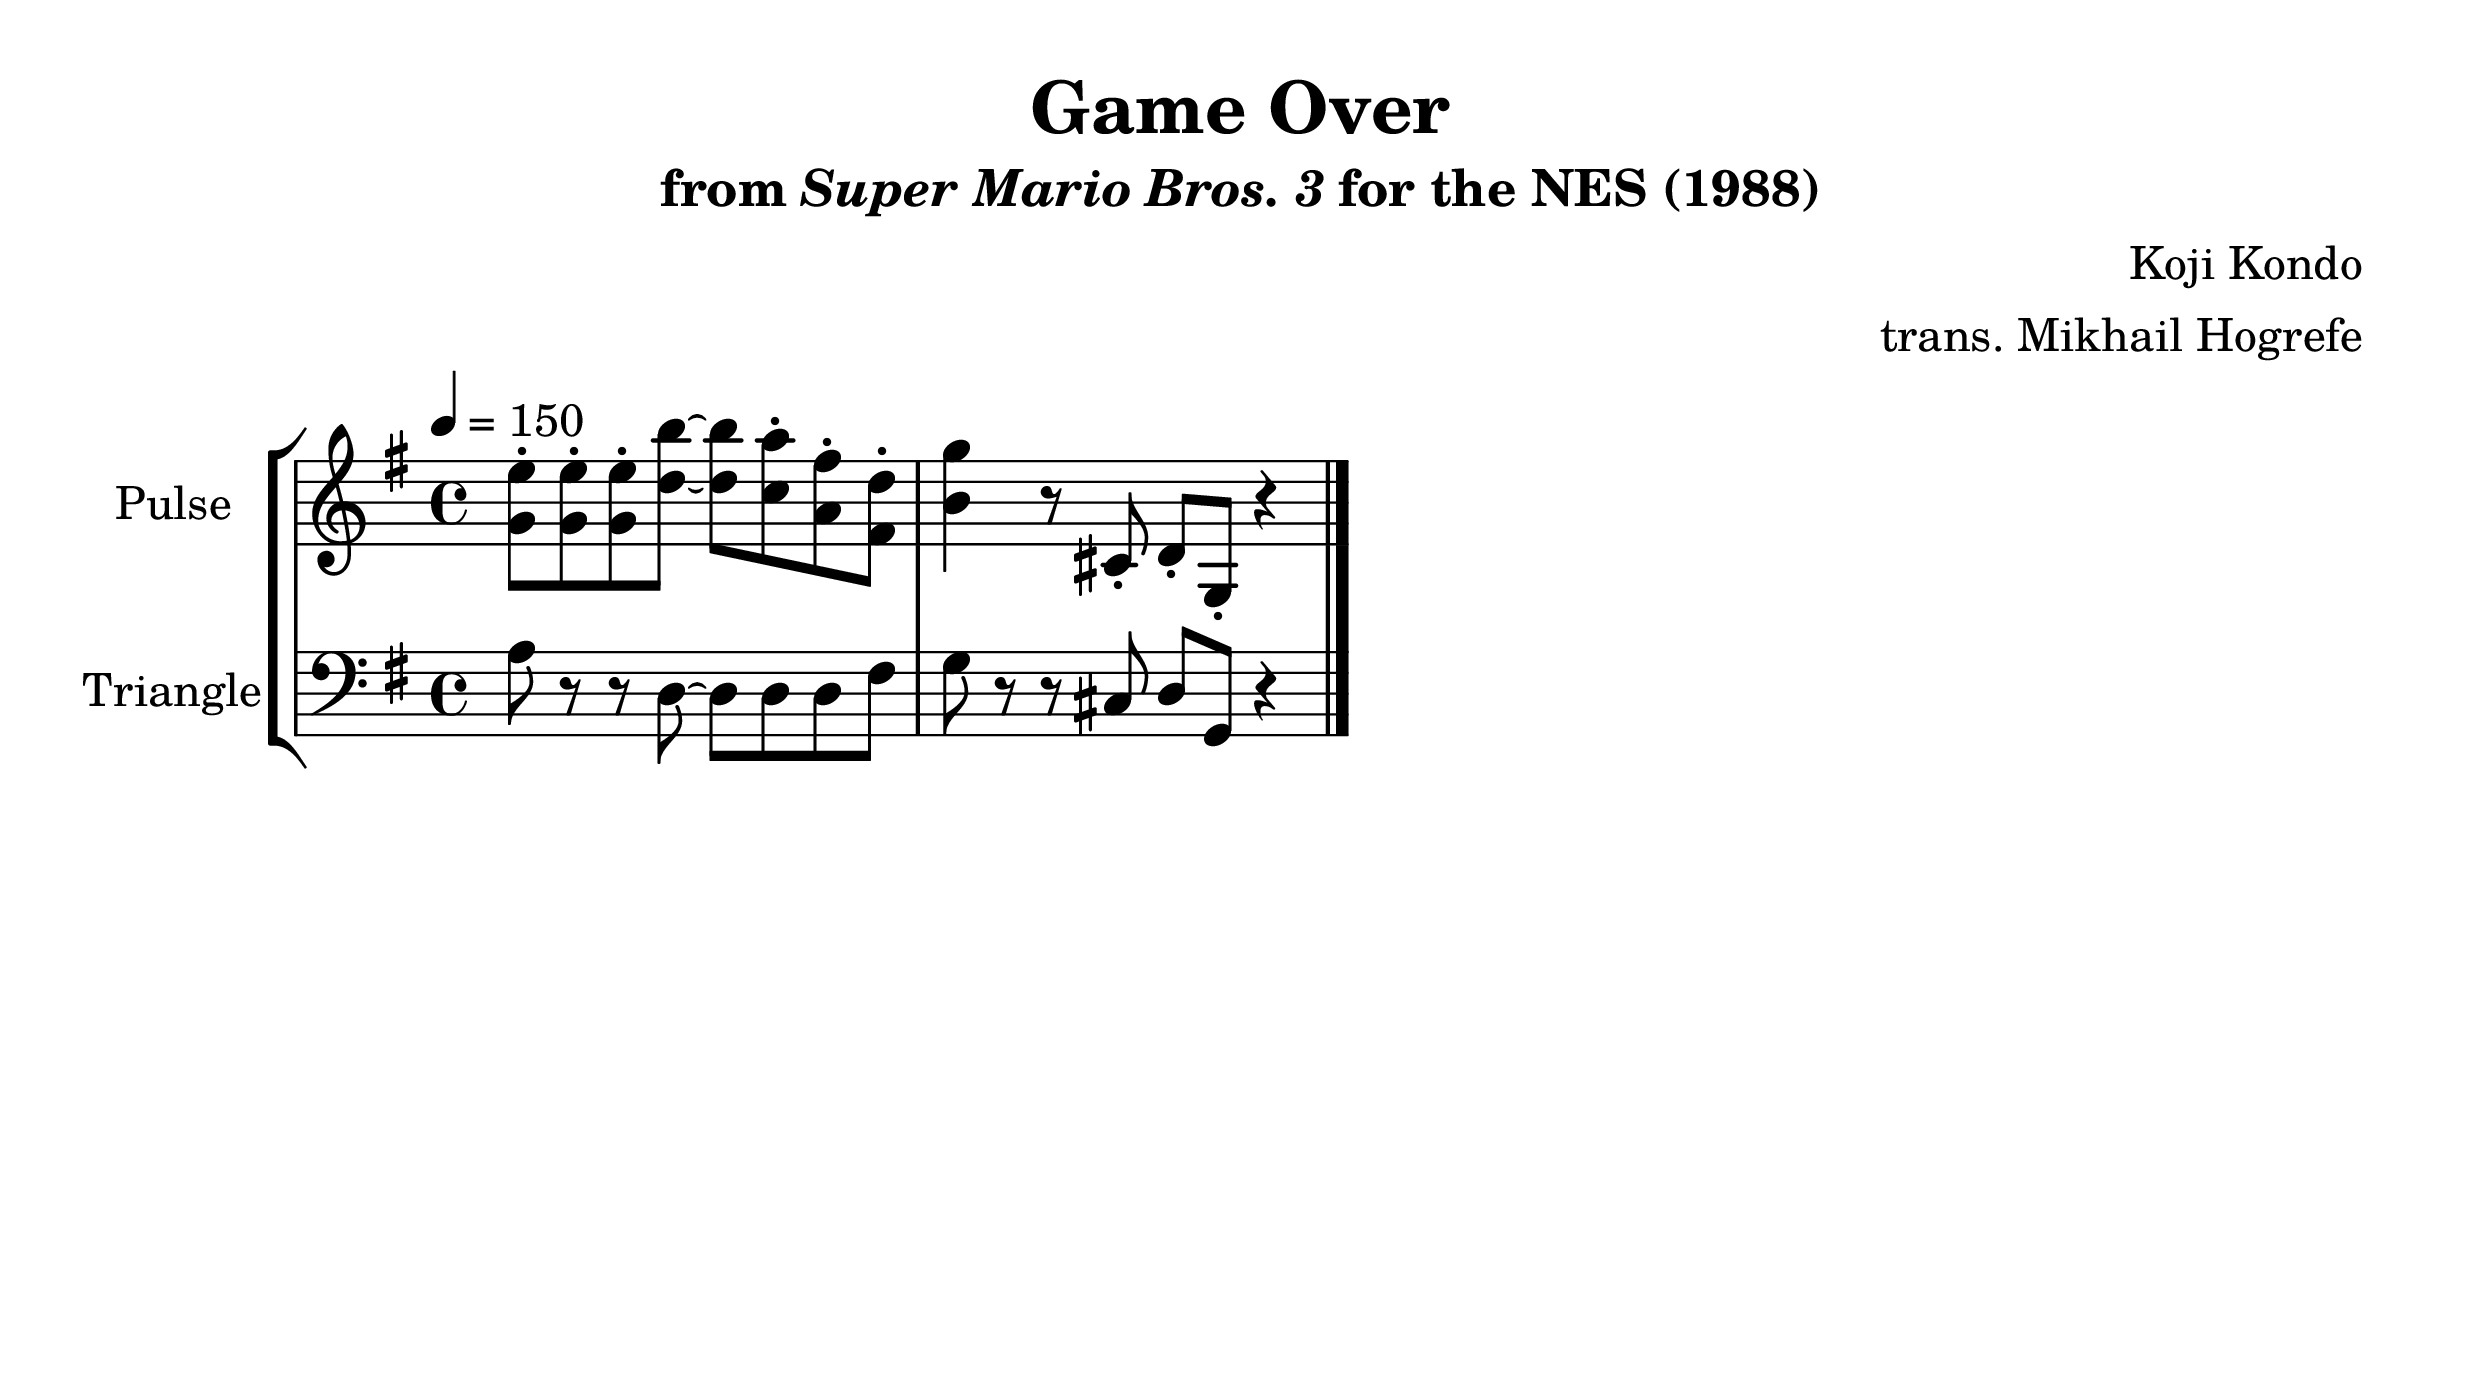 Game Over
from Super Mario Bros. 3 for the NES (1988)
Koji Kondo
trans. Mikhail Hogrefe
= 150
Pulse
Triangle